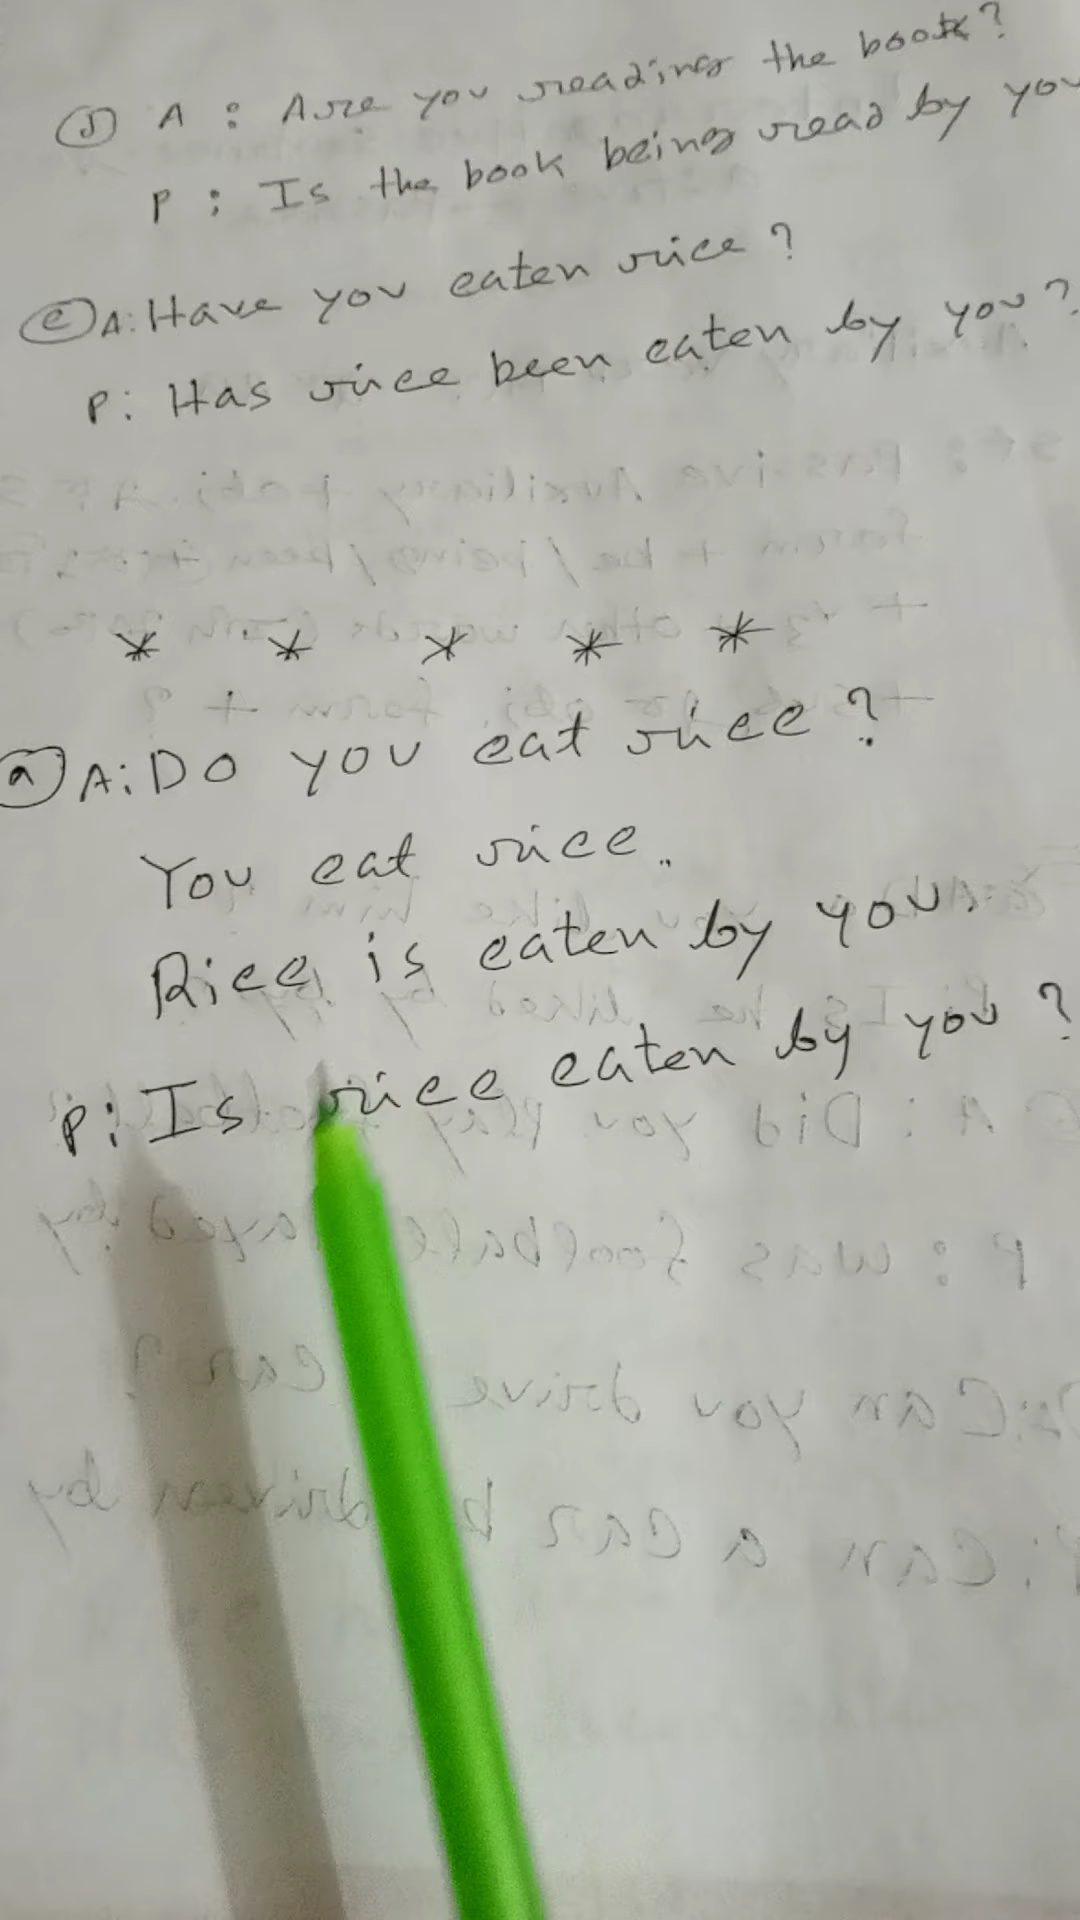 (d) A : Are you reading the book?
P : Is the book being read by you
(e) A: Have you eaten rice?
P: Has rice been eaten by you?
* * * * *
(a) A: Do you eat rice?
You eat rice.
Rice is eaten by you.
P: Is rice eaten by you?